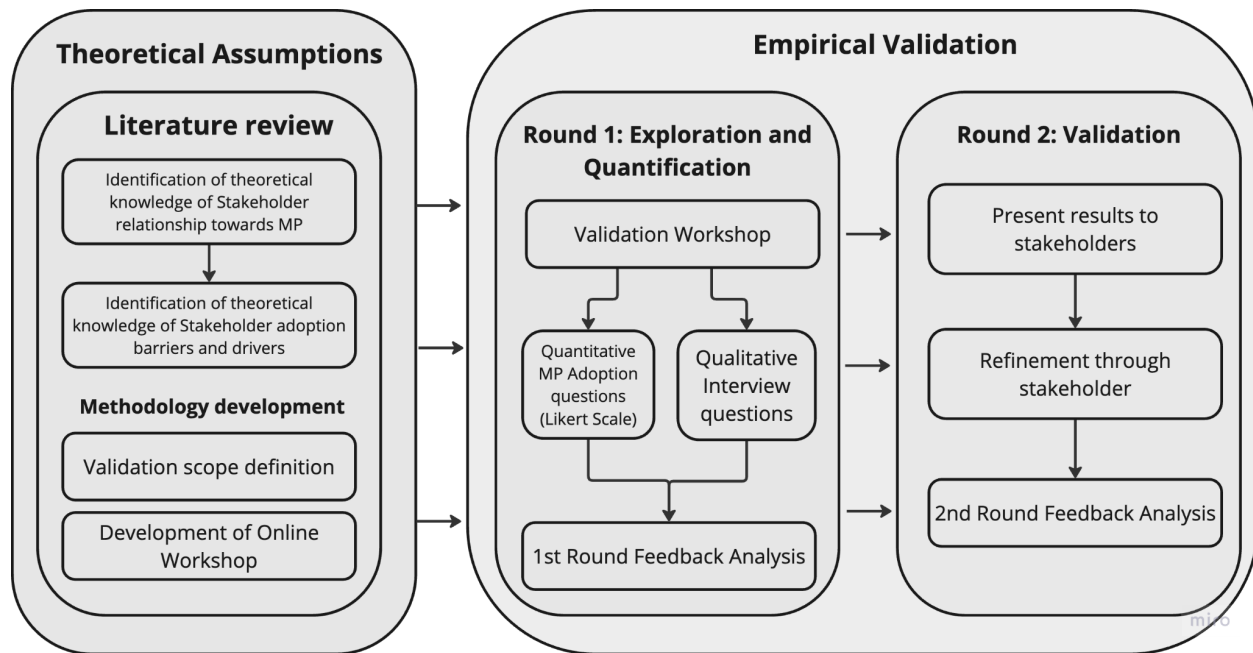 Theoretical Assumptions
Literature review
Identification of theoretical
knowledge of Stakeholder
relationship towards MP
Identification of theoretical
knowledge of Stakeholder adoption
barriers and drivers
Methodology development
Validation scope definition
Development of Online
Workshop
Empirical Validation
Round 1: Exploration and
Quantification
Validation Workshop
Quantitative
MP Adoption
questions
(Likert Scale)
Qualitative
Interview
questions
1st Round Feedback Analysis
Round 2: Validation
Present results to
stakeholders
Refinement through
stakeholder
2nd Round Feedback Analysis
miro